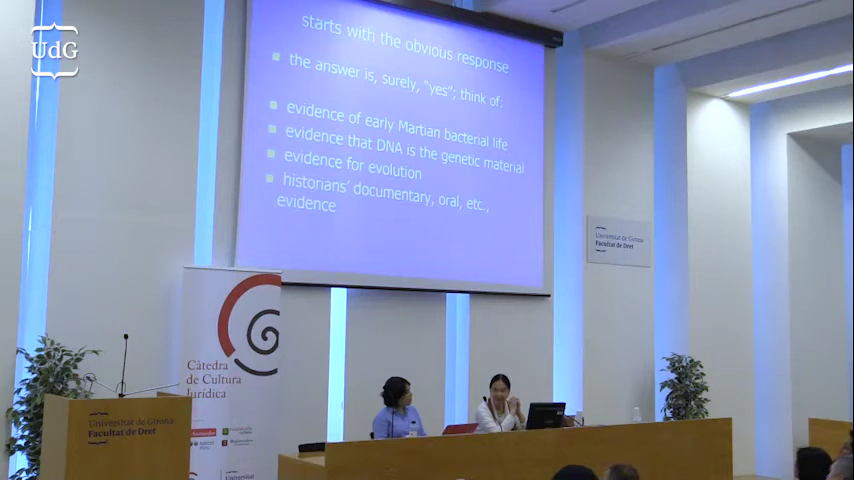 UdG
starts with the obvious response
the answer is, surely, "yes"; think of:
evidence of early Martian bacterial life
evidence that DNA is the genetic material
evidence for evolution
historians' documentary, oral, etc.,
evidence
Universitat de Girona
Facultat de Dret
Càtedra
de Cultura
Jurídica
Universitat de Girona
Facultat de Dret